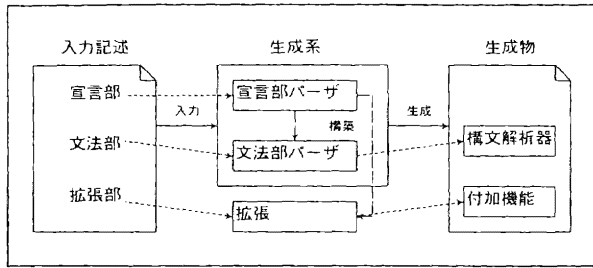 入力記述
生成系
生成物
宣言部
宣言部パーザ
入力
生成
構築
文法部
文法部パーザ
構文解析器
拡張部
拡張
付加機能